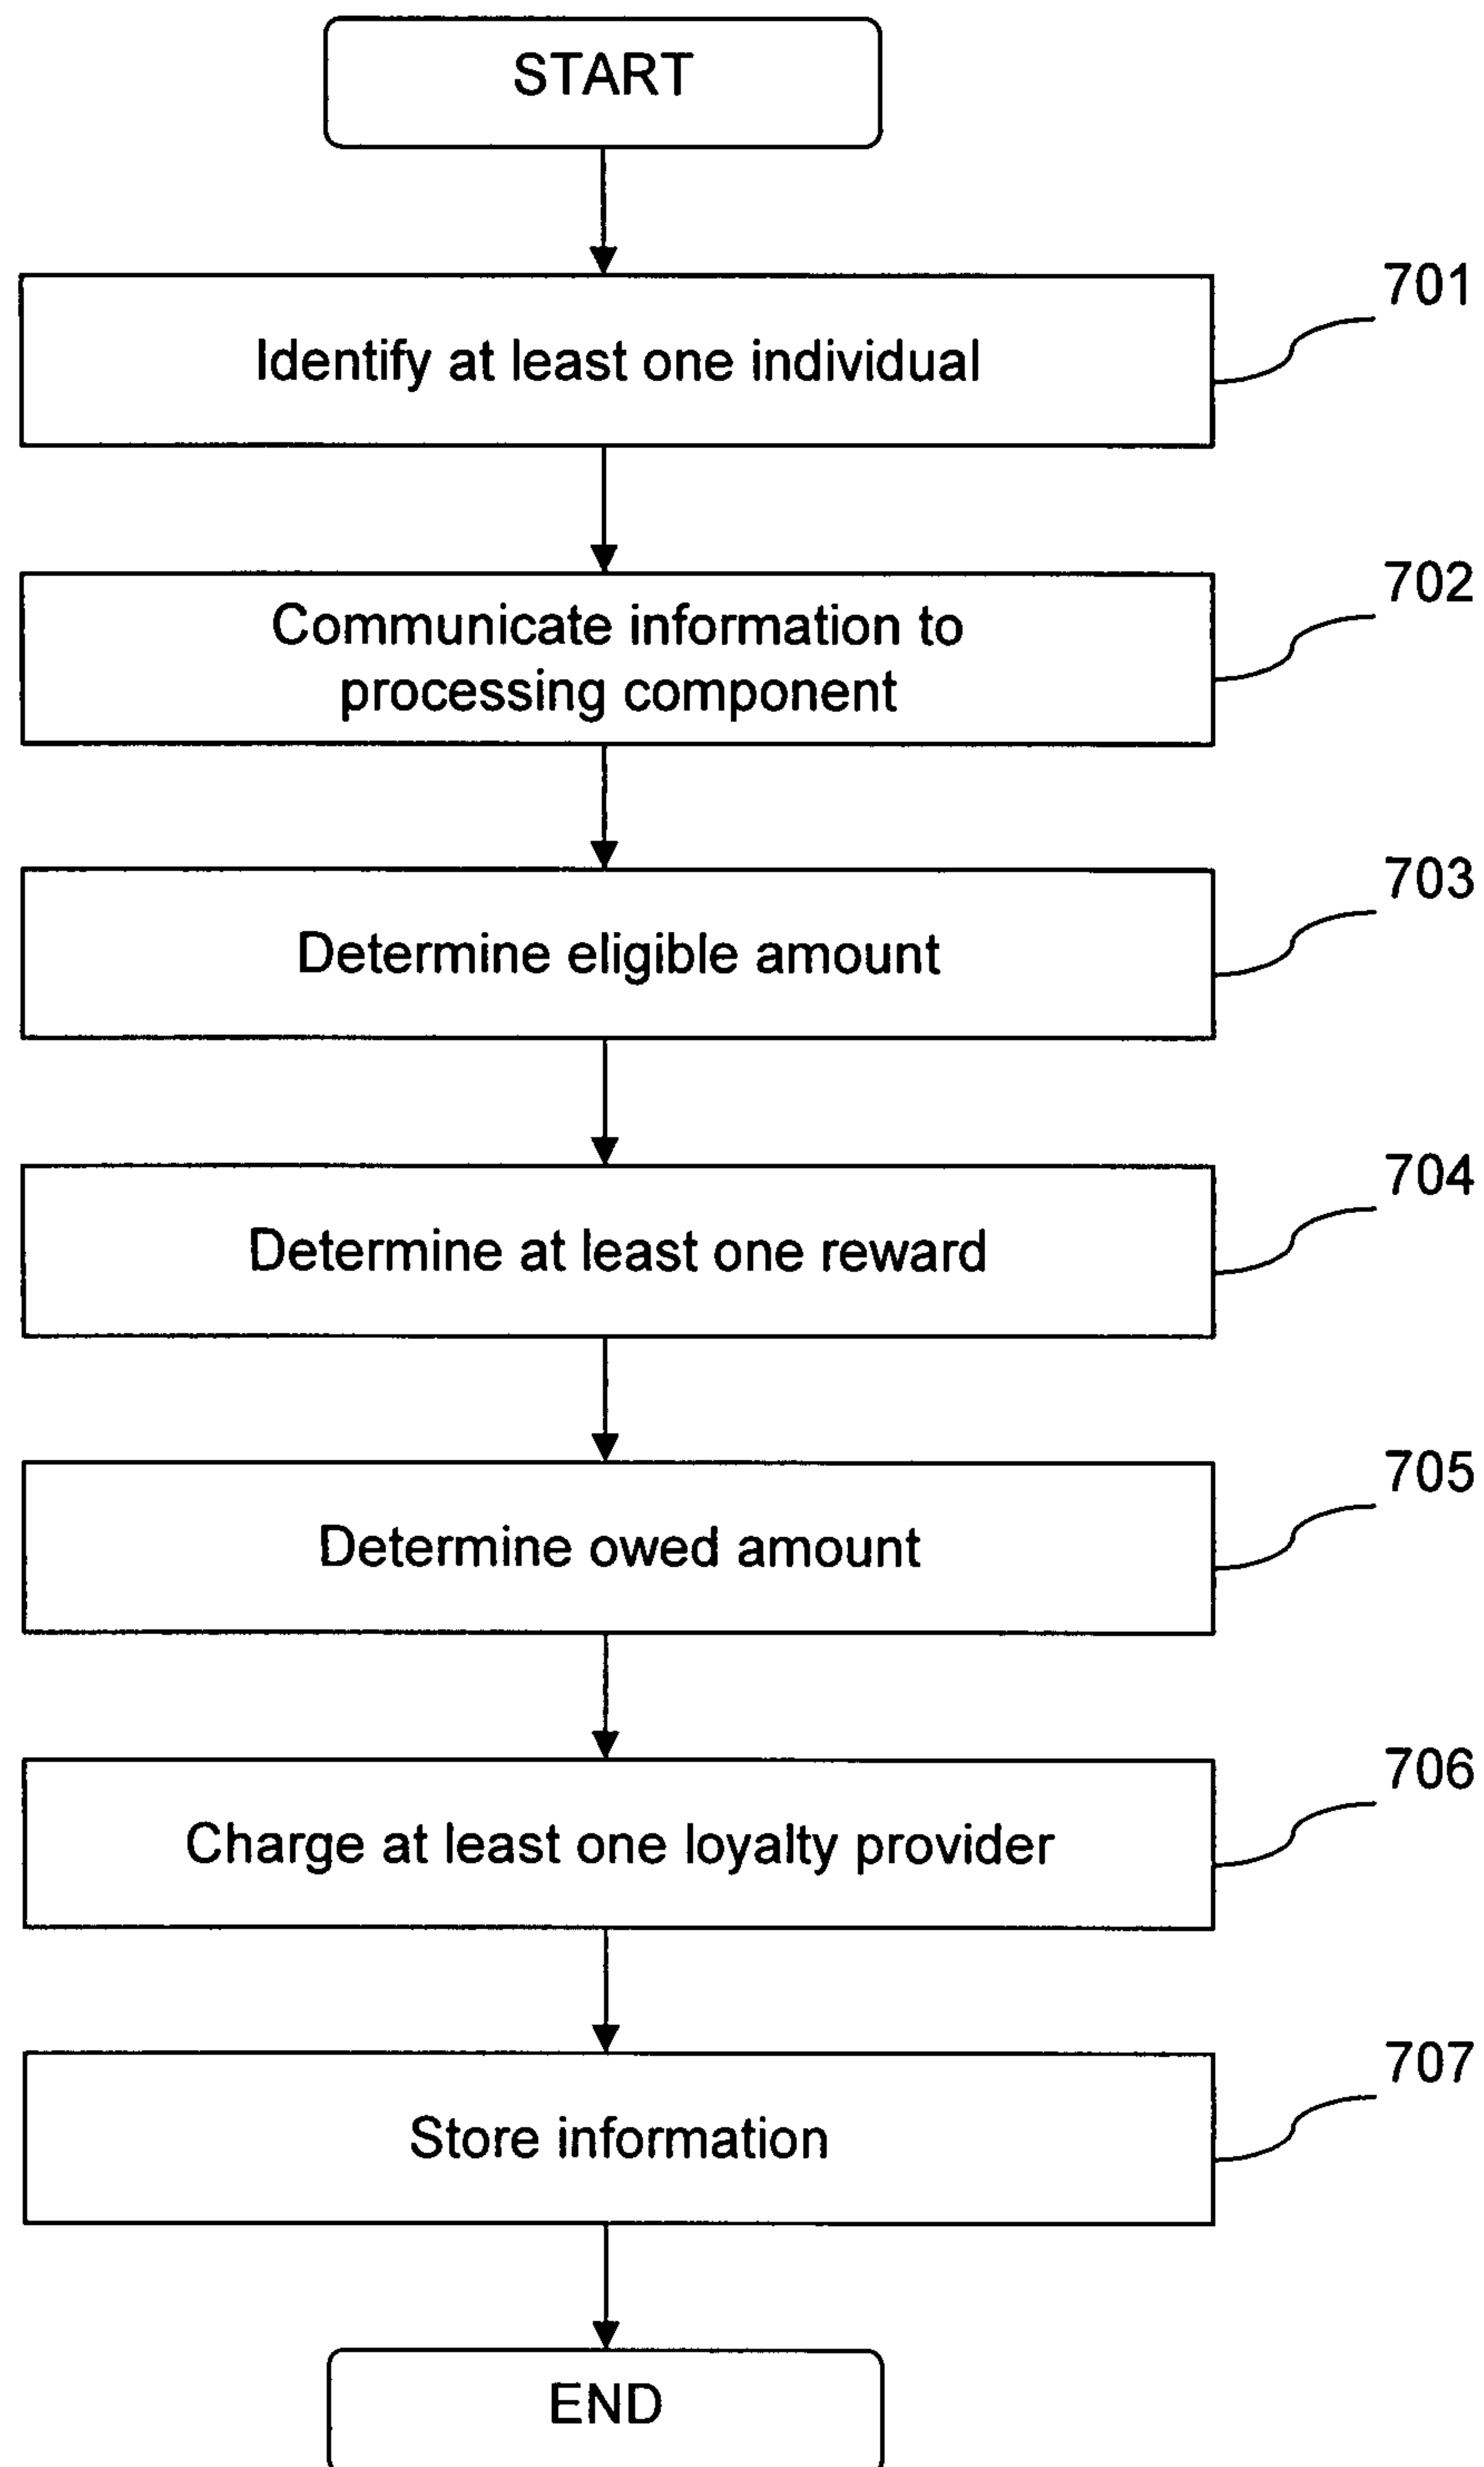 START
701
Identify at least one individual
702
Communicate information to
processing component
703
Determine eligible amount
704
Determine at least one reward
705
Determine owed amount
706
Charge at least one loyalty provider
707
Store information
END